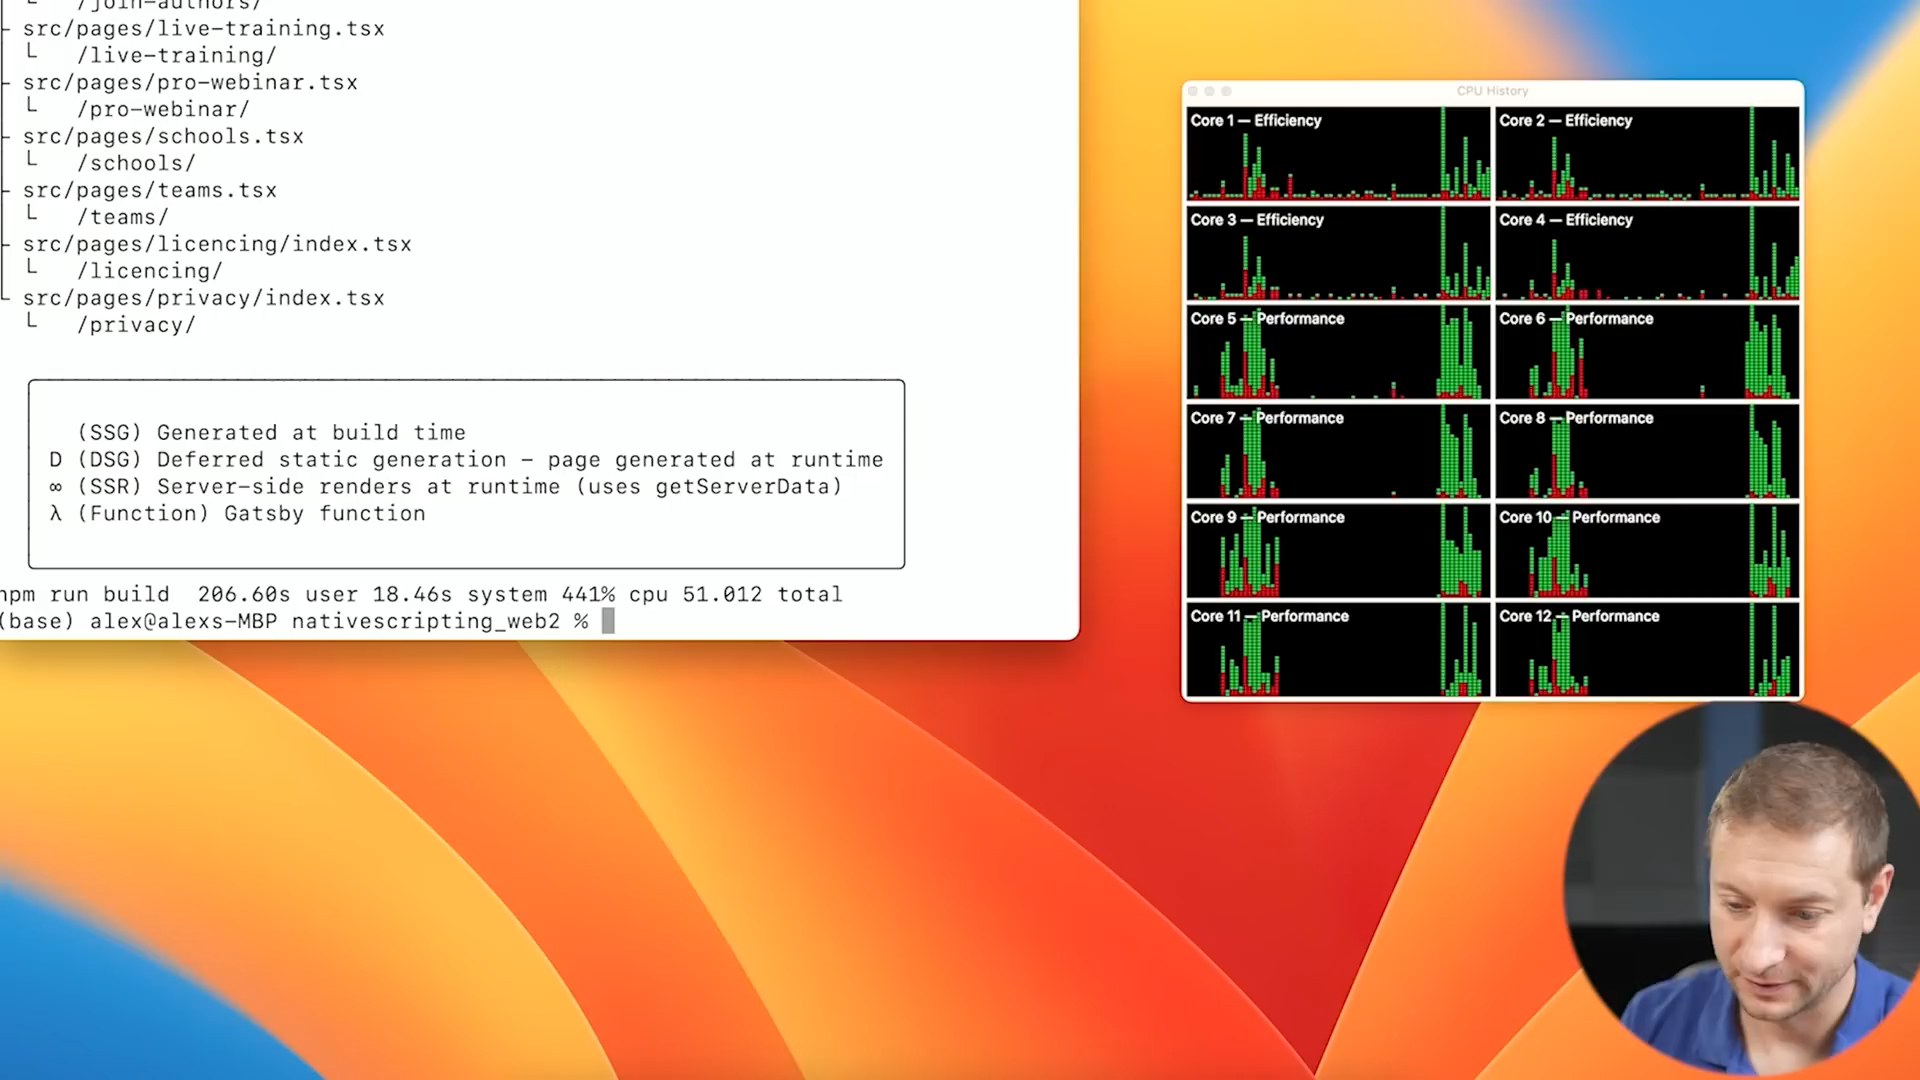 /join-authors/
src/pages/live-training.tsx
/live-training/
src/pages/pro-webinar.tsx
/pro-webinar/
src/pages/schools.tsx
/schools/
src/pages/teams.tsx
/teams/
src/pages/licencing/index.tsx
/licencing/
src/pages/privacy/index.tsx
/privacy/
(SSG) Generated at build time
D (DSG) Deferred static generation - page generated at runtime
∞ (SSR) Server-side renders at runtime (uses getServerData)
λ (Function) Gatsby function
npm run build 206.60s user 18.46s system 441% cpu 51.012 total
(base) alex@alexs-MBP nativescripting_web2 %
CPU History
Core 1 — Efficiency
Core 2 — Efficiency
Core 3 — Efficiency
Core 4 — Efficiency
Core 5 — Performance
Core 6 — Performance
Core 7 — Performance
Core 8 — Performance
Core 9 — Performance
Core 10 — Performance
Core 11 — Performance
Core 12 — Performance